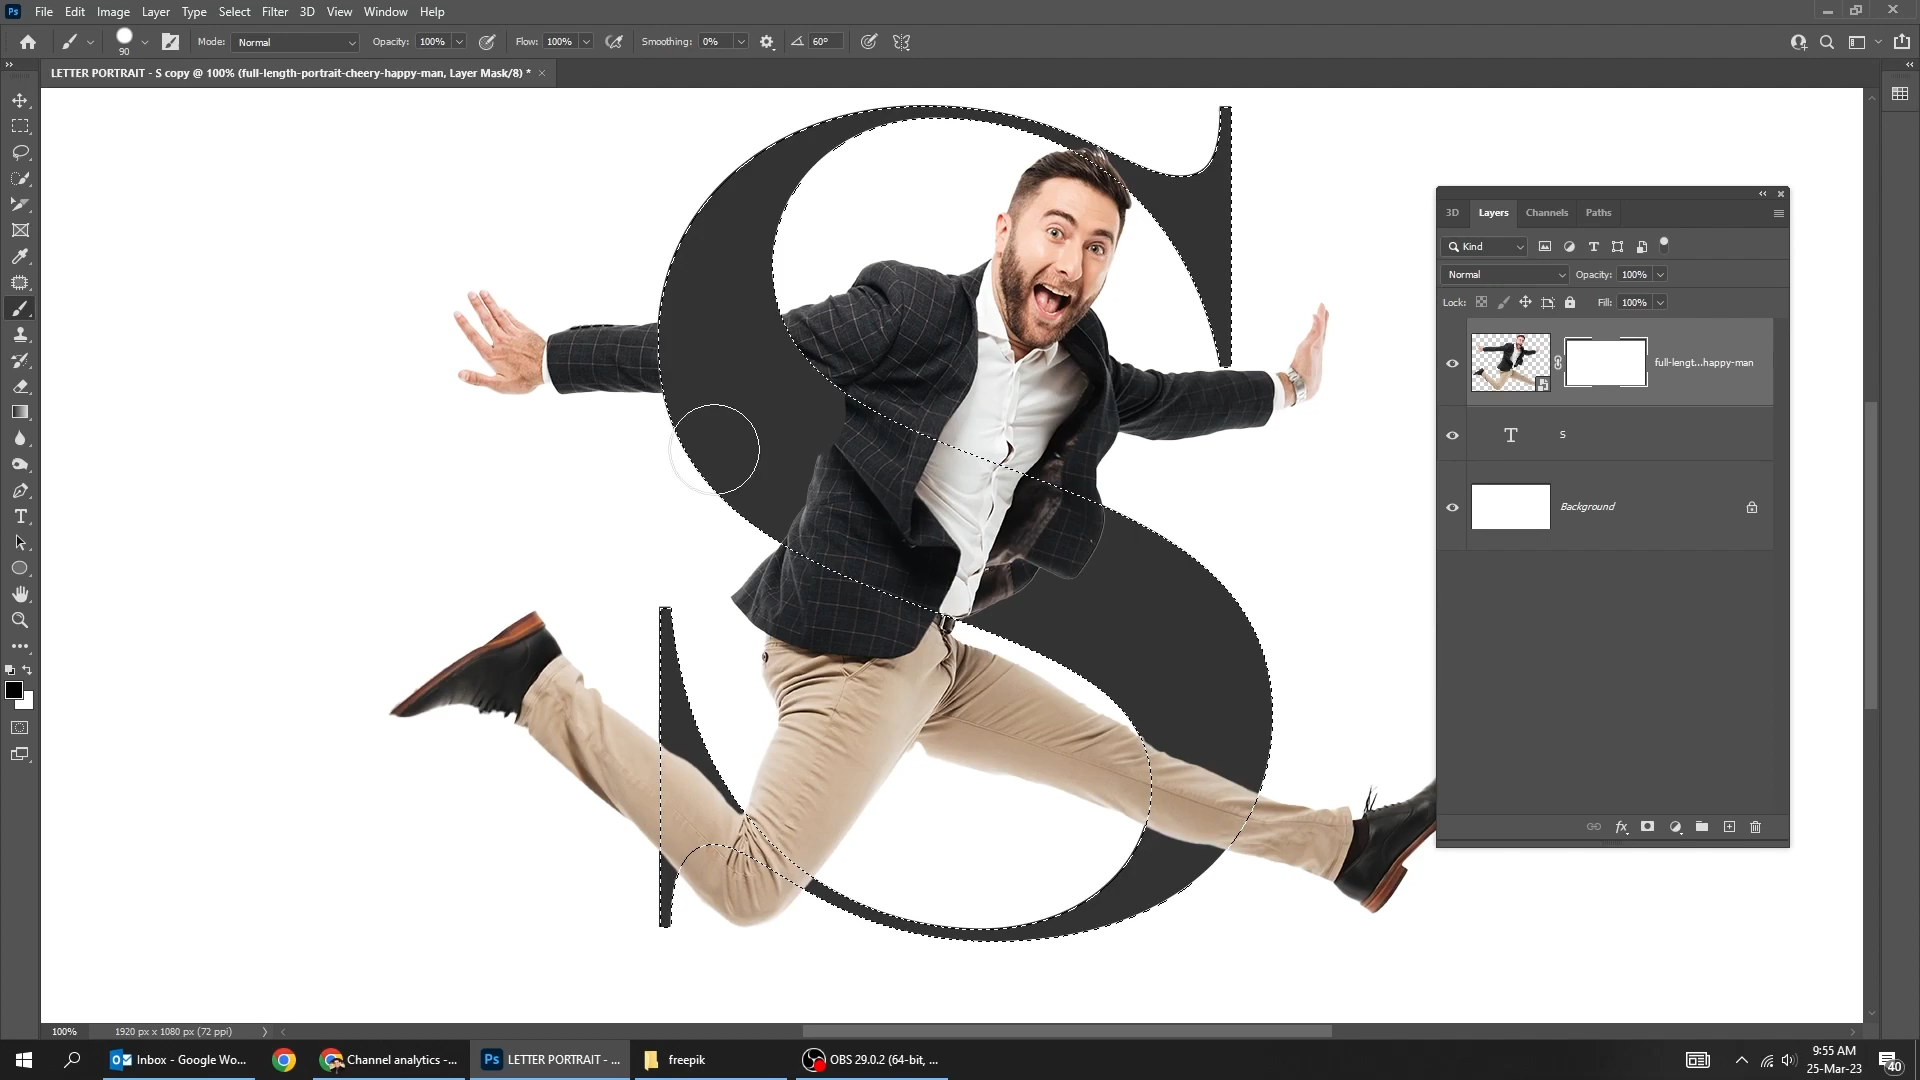 Ps File Edit Image Layer Type Select Filter 3D View Window Help
90 Mode: Normal Opacity: 100% Flow: 100% Smoothing: 0% 60°
LETTER PORTRAIT - S copy @ 100% (full-length-portrait-cheery-happy-man, Layer Mask/8) *
S
3D Layers Channels Paths
Kind
Normal Opacity: 100%
Lock: Fill: 100%
full-lengt...happy-man
T S
Background
fx
100% 1920 px x 1080 px (72 ppi)
Inbox - Google Wo... Channel analytics -... Ps LETTER PORTRAIT - ... freepik OBS 29.0.2 (64-bit, ...
9:55 AM
25-Mar-23
40